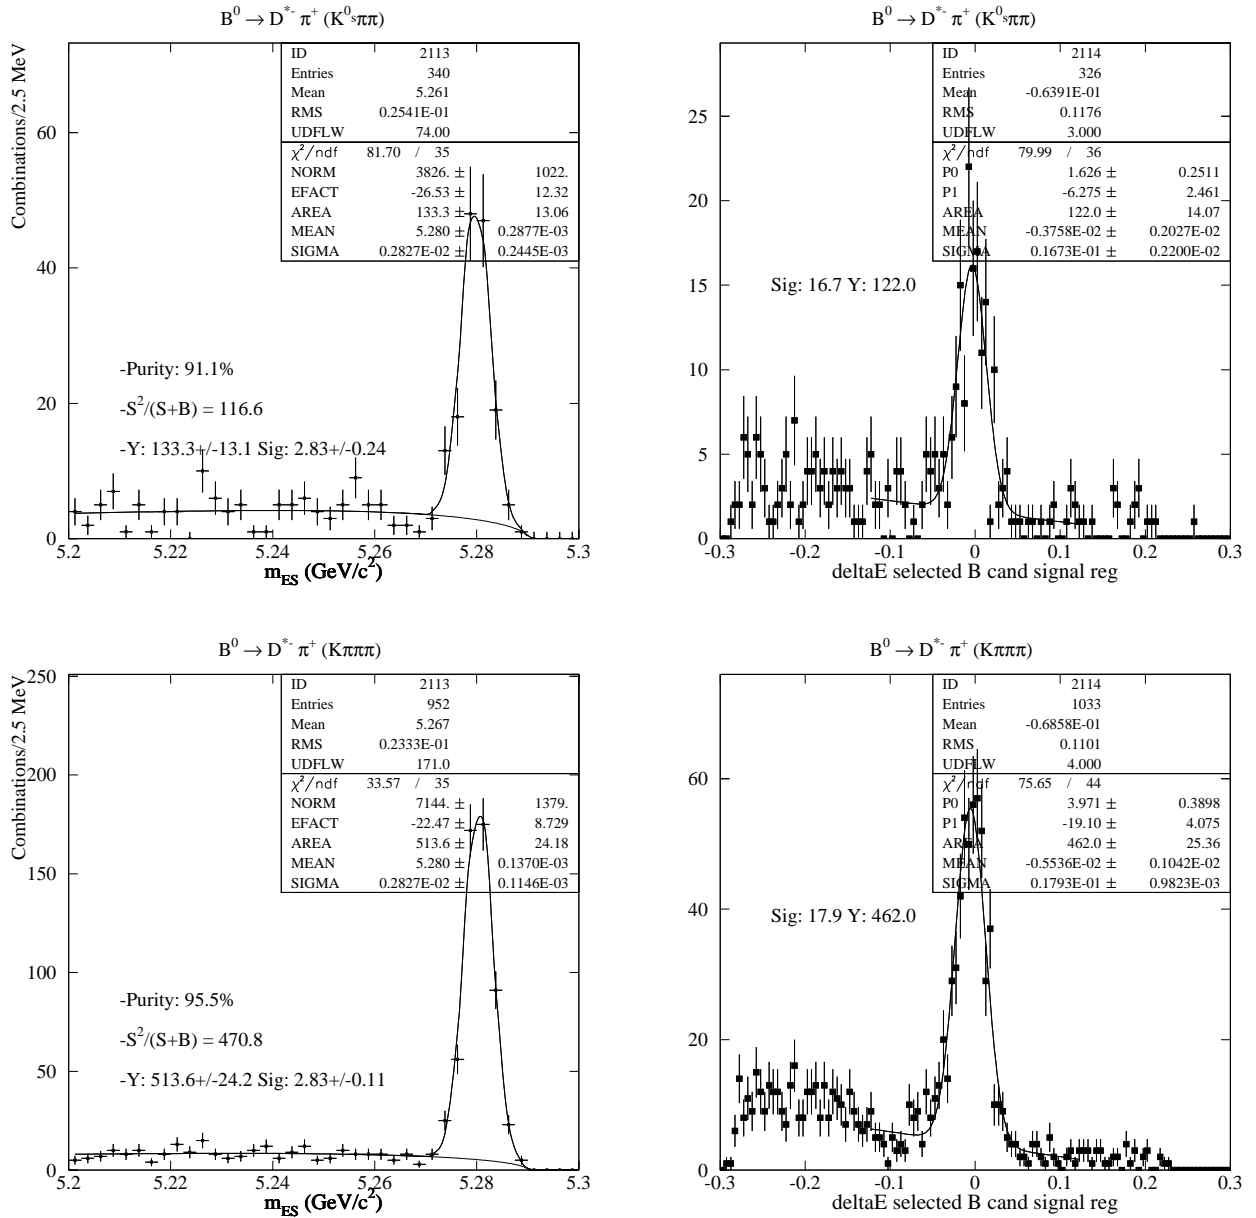 B0 → D*- π+ (K0sππ)
Combinations/2.5 MeV
ID 2113
Entries 340
Mean 5.261
RMS 0.2541E-01
UDFLW 74.00
χ2/ndf 81.70 / 35
NORM 3826. ± 1022.
EFACT -26.53 ± 12.32
AREA 133.3 ± 13.06
MEAN 5.280 ± 0.2877E-03
SIGMA 0.2827E-02 ± 0.2445E-03
-Purity: 91.1%
-S2/(S+B) = 116.6
-Y: 133.3+/-13.1 Sig: 2.83+/-0.24
60
40
20
0
5.2 5.22 5.24 5.26 5.28 5.3
mES (GeV/c2)
B0 → D*- π+ (K0sππ)
ID 2114
Entries 326
Mean -0.6391E-01
RMS 0.1176
UDFLW 3.000
χ2/ndf 79.99 / 36
P0 1.626 ± 0.2511
P1 -6.275 ± 2.461
AREA 122.0 ± 14.07
MEAN -0.3758E-02 ± 0.2027E-02
SIGMA 0.1673E-01 ± 0.2200E-02
Sig: 16.7 Y: 122.0
25
20
15
10
5
0
-0.3 -0.2 -0.1 0 0.1 0.2 0.3
deltaE selected B cand signal reg
B0 → D*- π+ (Kπππ)
Combinations/2.5 MeV
ID 2113
Entries 952
Mean 5.267
RMS 0.2333E-01
UDFLW 171.0
χ2/ndf 33.57 / 35
NORM 7144. ± 1379.
EFACT -22.47 ± 8.729
AREA 513.6 ± 24.18
MEAN 5.280 ± 0.1370E-03
SIGMA 0.2827E-02 ± 0.1146E-03
-Purity: 95.5%
-S2/(S+B) = 470.8
-Y: 513.6+/-24.2 Sig: 2.83+/-0.11
250
200
150
100
50
0
5.2 5.22 5.24 5.26 5.28 5.3
mES (GeV/c2)
B0 → D*- π+ (Kπππ)
ID 2114
Entries 1033
Mean -0.6858E-01
RMS 0.1101
UDFLW 4.000
χ2/ndf 75.65 / 44
P0 3.971 ± 0.3898
P1 -19.10 ± 4.075
AREA 462.0 ± 25.36
MEAN -0.5536E-02 ± 0.1042E-02
SIGMA 0.1793E-01 ± 0.9823E-03
Sig: 17.9 Y: 462.0
60
40
20
0
-0.3 -0.2 -0.1 0 0.1 0.2 0.3
deltaE selected B cand signal reg